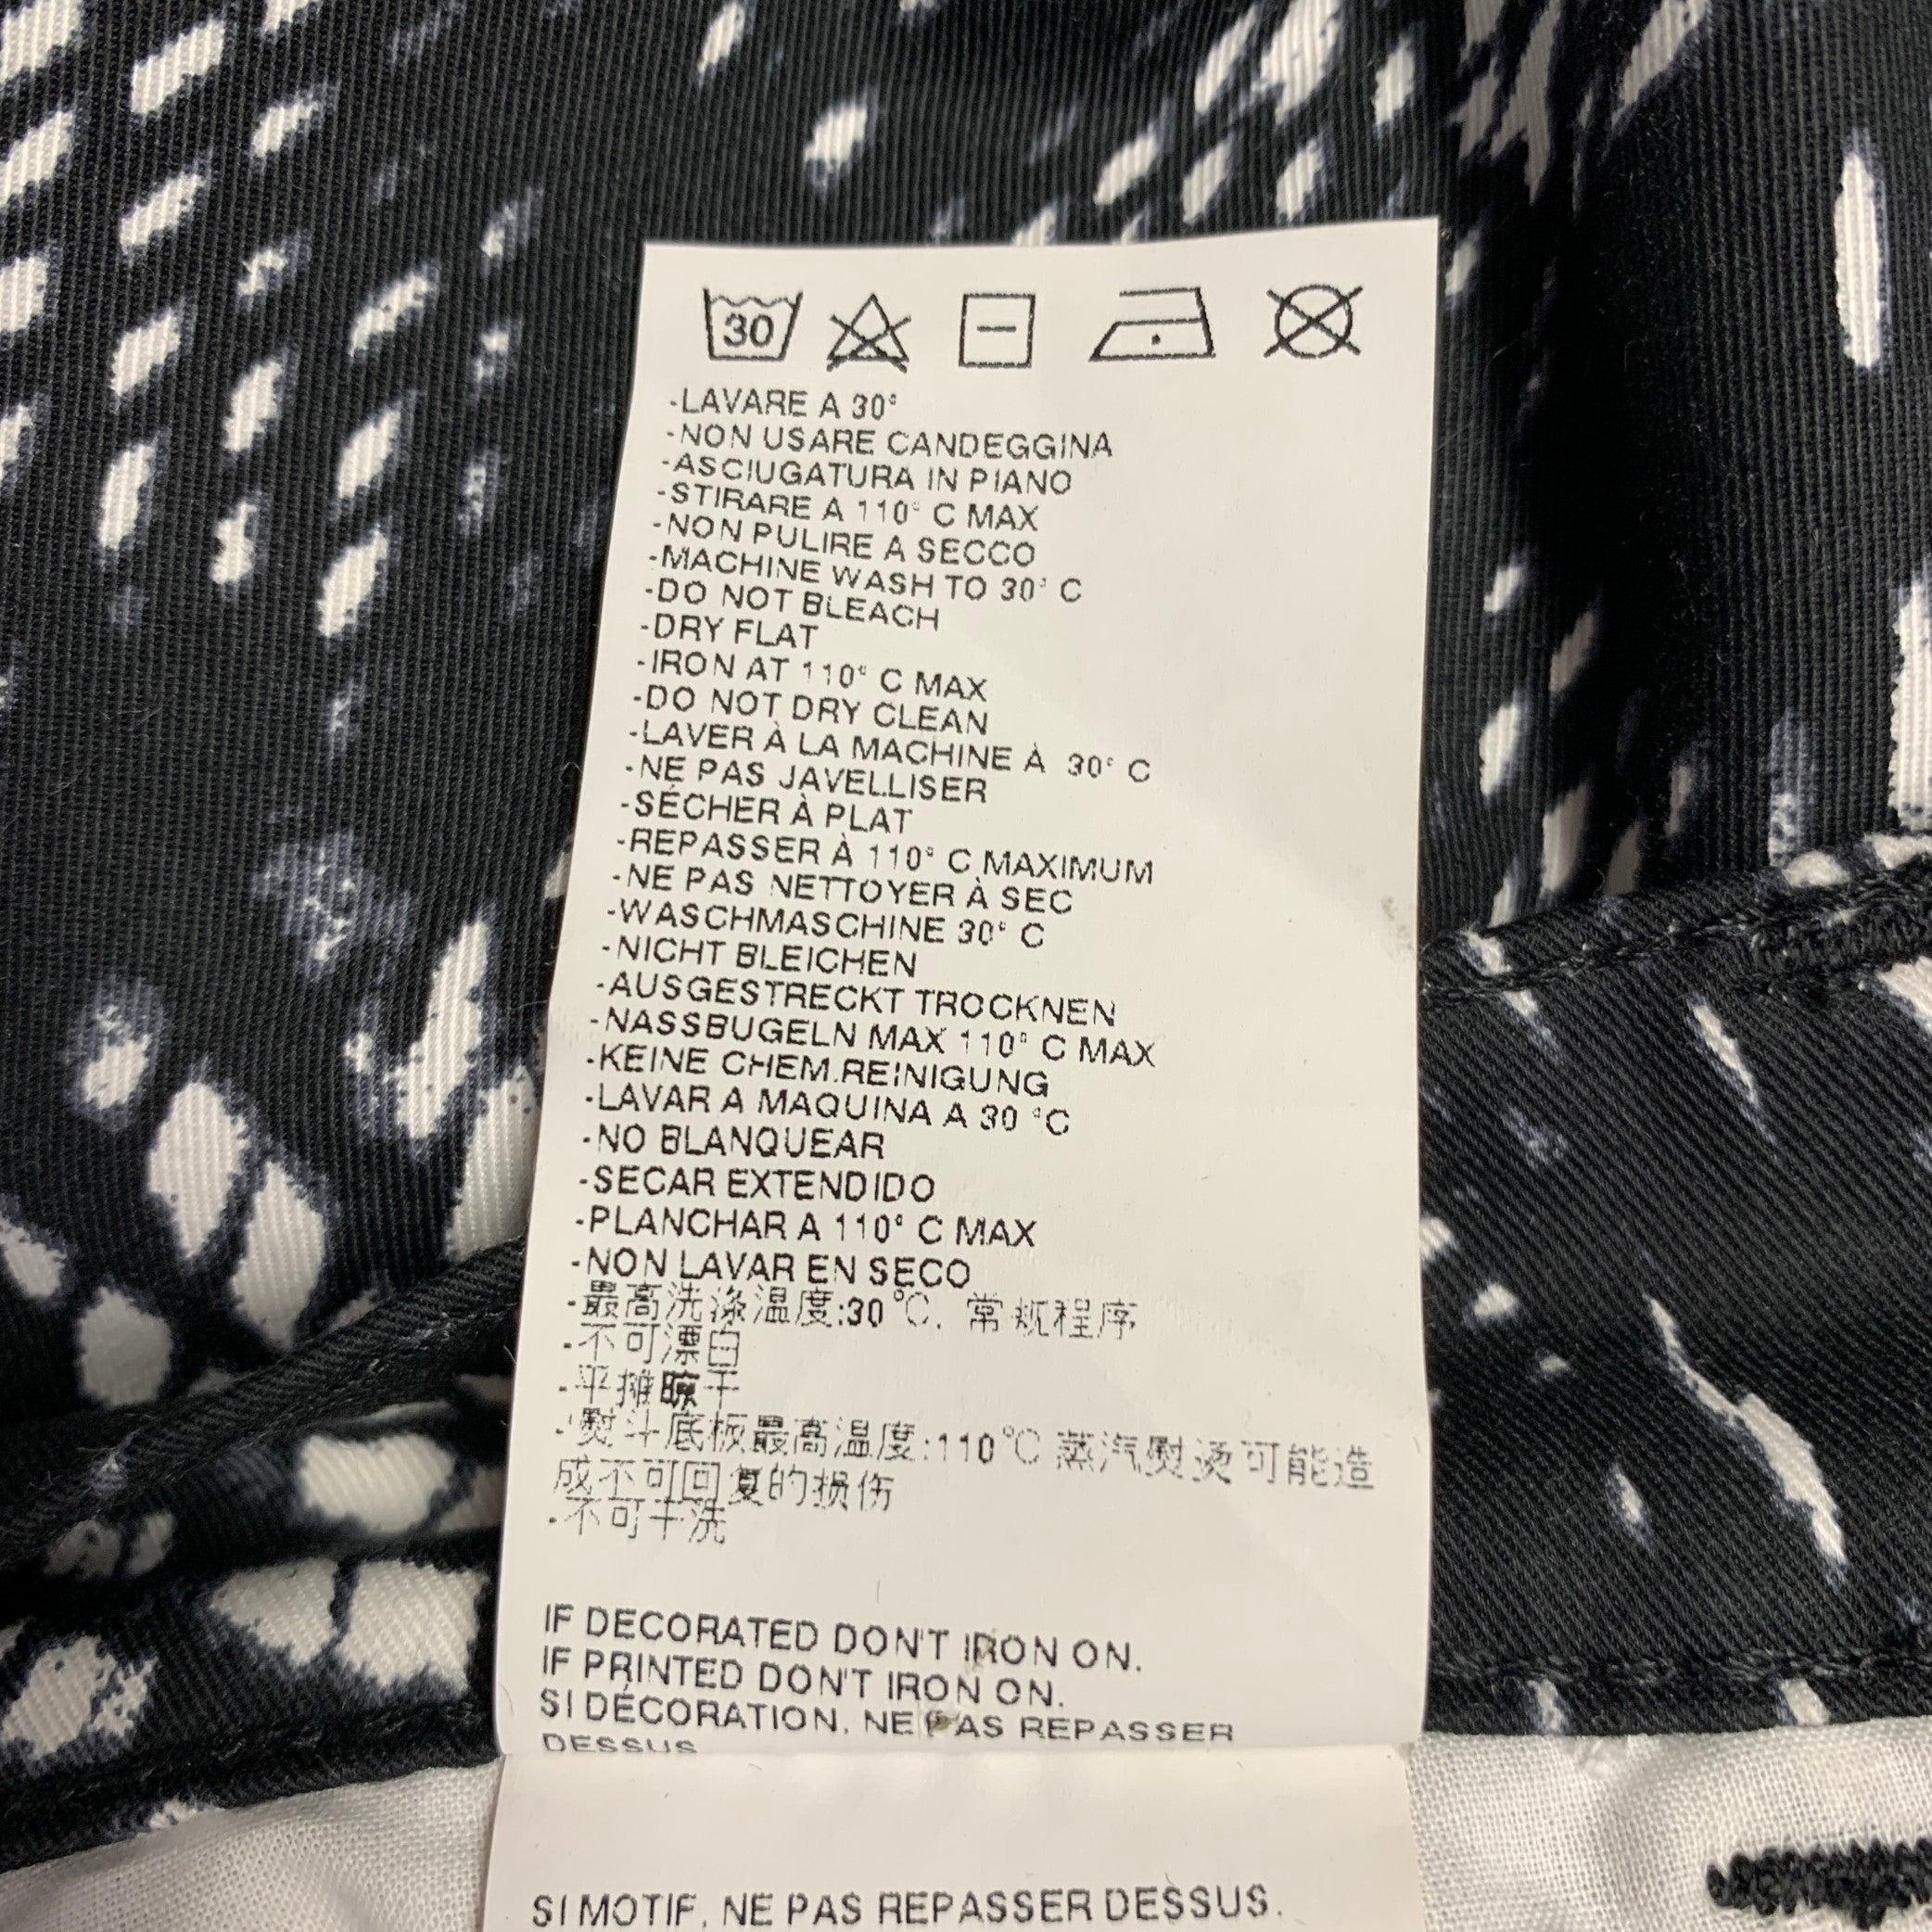 30
-LAVARE A 30°
-NON USARE CANDEGGINA
-ASCIUGATURA IN PIANO
-STIRARE A 110° C MAX
-NON PULIRE A SECCO
-MACHINE WASH TO 30° C
-DO NOT BLEACH
-DRY FLAT
-IRON AT 110° C MAX
-DO NOT DRY CLEAN
-LAVER À LA MACHINE À 30° C
-NE PAS JAVELLISER
-SÉCHER À PLAT
-REPASSER À 110° C MAXIMUM
-NE PAS NETTOYER À SEC
-WASCHMASCHINE 30° C
-NICHT BLEICHEN
-AUSGESTRECKT TROCKNEN
-NASSBUGELN MAX 110° C MAX
-KEINE CHEM.REINIGUNG
-LAVAR A MAQUINA A 30 °C
-NO BLANQUEAR
-SECAR EXTENDIDO
-PLANCHAR A 110° C MAX
-NON LAVAR EN SECO
-最高洗涤温度:30℃. 常规程序
-不可漂白
-平摊晾干
-熨斗底板最高温度:110℃蒸汽熨烫可能造
成不可回复的损伤
-不可干洗
IF DECORATED DON'T IRON ON.
IF PRINTED DON'T IRON ON.
SI DÉCORATION, NE PAS REPASSER
DESSUS
SI MOTIF, NE PAS REPASSER DESSUS.